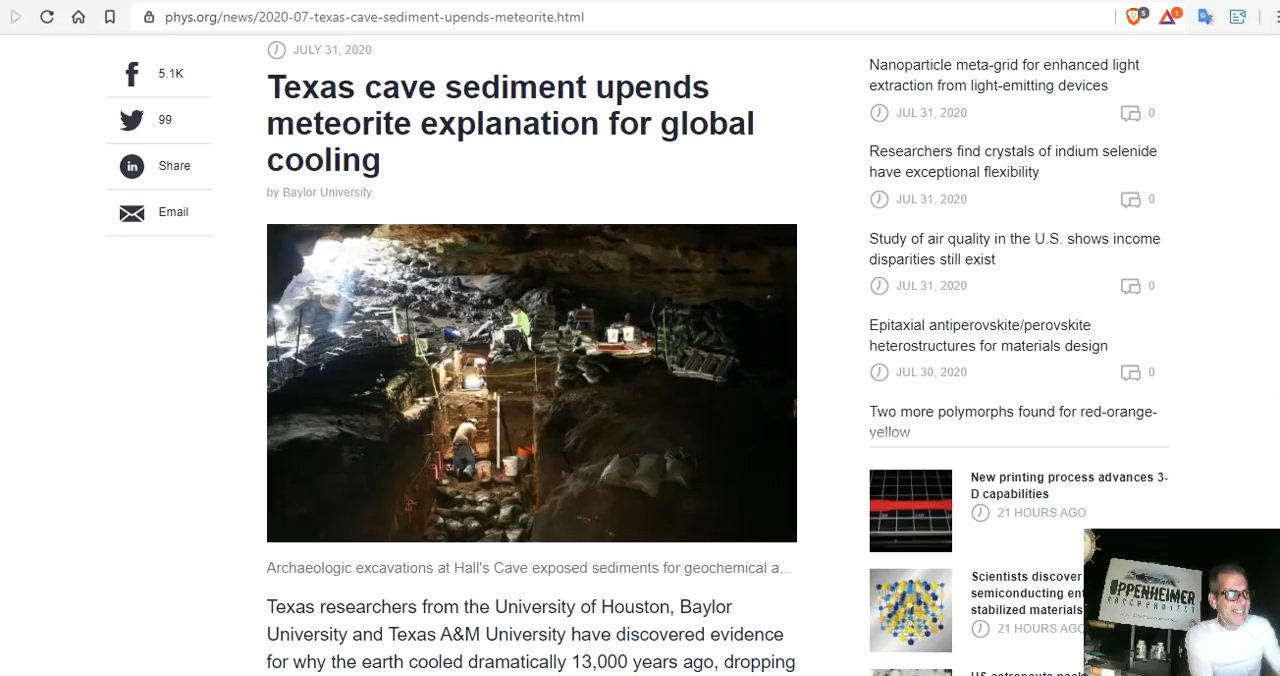 phys.org/news/2020-07-texas-cave-sediment-upends-meteorite.html
5
1
JULY 31, 2020
Texas cave sediment upends
meteorite explanation for global
cooling
by Baylor University
5.1K
99
Share
Email
Archaeologic excavations at Hall's Cave exposed sediments for geochemical a...
Texas researchers from the University of Houston, Baylor
University and Texas A&M University have discovered evidence
for why the earth cooled dramatically 13,000 years ago, dropping
Nanoparticle meta-grid for enhanced light
extraction from light-emitting devices
JUL 31, 2020
0
Researchers find crystals of indium selenide
have exceptional flexibility
JUL 31, 2020
0
Study of air quality in the U.S. shows income
disparities still exist
JUL 31, 2020
0
Epitaxial antiperovskite/perovskite
heterostructures for materials design
JUL 30, 2020
0
Two more polymorphs found for red-orange-
yellow
New printing process advances 3-
D capabilities
21 HOURS AGO
Scientists discover
semiconducting
stabilized materials
21 HOURS AGO
OPPENHEIMER
RANCH PROJECT